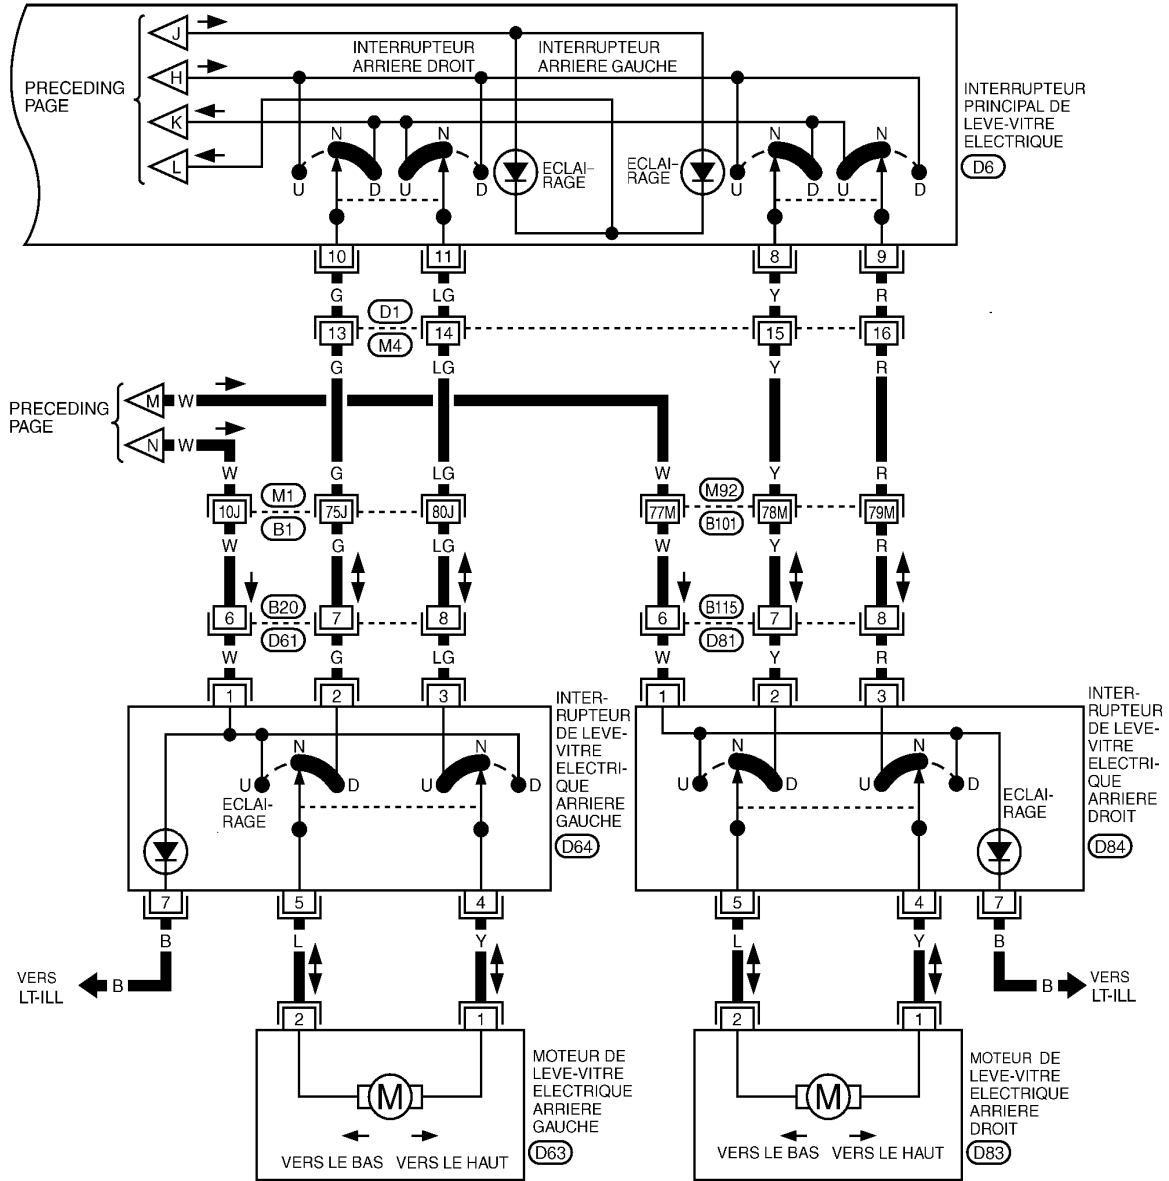 J
INTERRUPTEUR
ARRIERE DROIT
INTERRUPTEUR
ARRIERE GAUCHE
H
PRECEDING
PAGE
K
L
N N N N
U D U D U D U D
ECLAI-
RAGE
ECLAI-
RAGE
INTERRUPTEUR
PRINCIPAL DE
LEVE-VITRE
ELECTRIQUE
D6
10 11 8 9
G LG Y R
D1
13 14 15 16
M4
G LG Y R
PRECEDING
PAGE
M W
N W
W G LG W Y R
M1 M92
10J 75J 80J 77M 78M 79M
B1 B101
W G LG W Y R
B20 B115
6 7 8 6 7 8
D61 D81
W G LG W Y R
1 2 3 1 2 3
N N
U D U D
ECLAI-
RAGE
INTER-
RUPTEUR
DE LEVE-
VITRE
ELECTRI-
QUE
ARRIERE
GAUCHE
D64
N N
U D U D
ECLAI-
RAGE
INTER-
RUPTEUR
DE LEVE-
VITRE
ELECTRI-
QUE
ARRIERE
DROIT
D84
7 5 4 5 4 7
B L Y L Y B
VERS
LT-ILL
B
B
VERS
LT-ILL
2 1 2 1
M
VERS LE BAS VERS LE HAUT
MOTEUR DE
LEVE-VITRE
ELECTRIQUE
ARRIERE
GAUCHE
D63
M
VERS LE BAS VERS LE HAUT
MOTEUR DE
LEVE-VITRE
ELECTRIQUE
ARRIERE
DROIT
D83